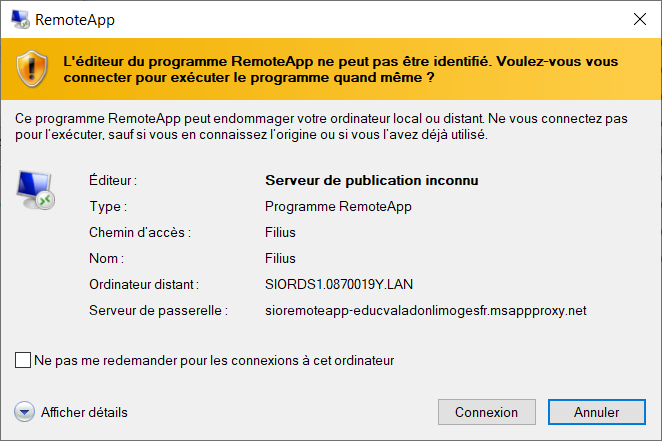 RemoteApp
L'éditeur du programme RemoteApp ne peut pas être identifié. Voulez-vous vous
connecter pour exécuter le programme quand même ?
Ce programme RemoteApp peut endommager votre ordinateur local ou distant. Ne vous connectez pas
pour l'exécuter, sauf si vous en connaissez l'origine ou si vous l'avez déjà utilisé.
Éditeur : Serveur de publication inconnu
Type : Programme RemoteApp
Chemin d'accès : Filius
Nom : Filius
Ordinateur distant : SIORDS1.0870019Y.LAN
Serveur de passerelle : sioremoteapp-educvaladonlimogesfr.msappproxy.net
Ne pas me redemander pour les connexions à cet ordinateur
Afficher détails Connexion Annuler